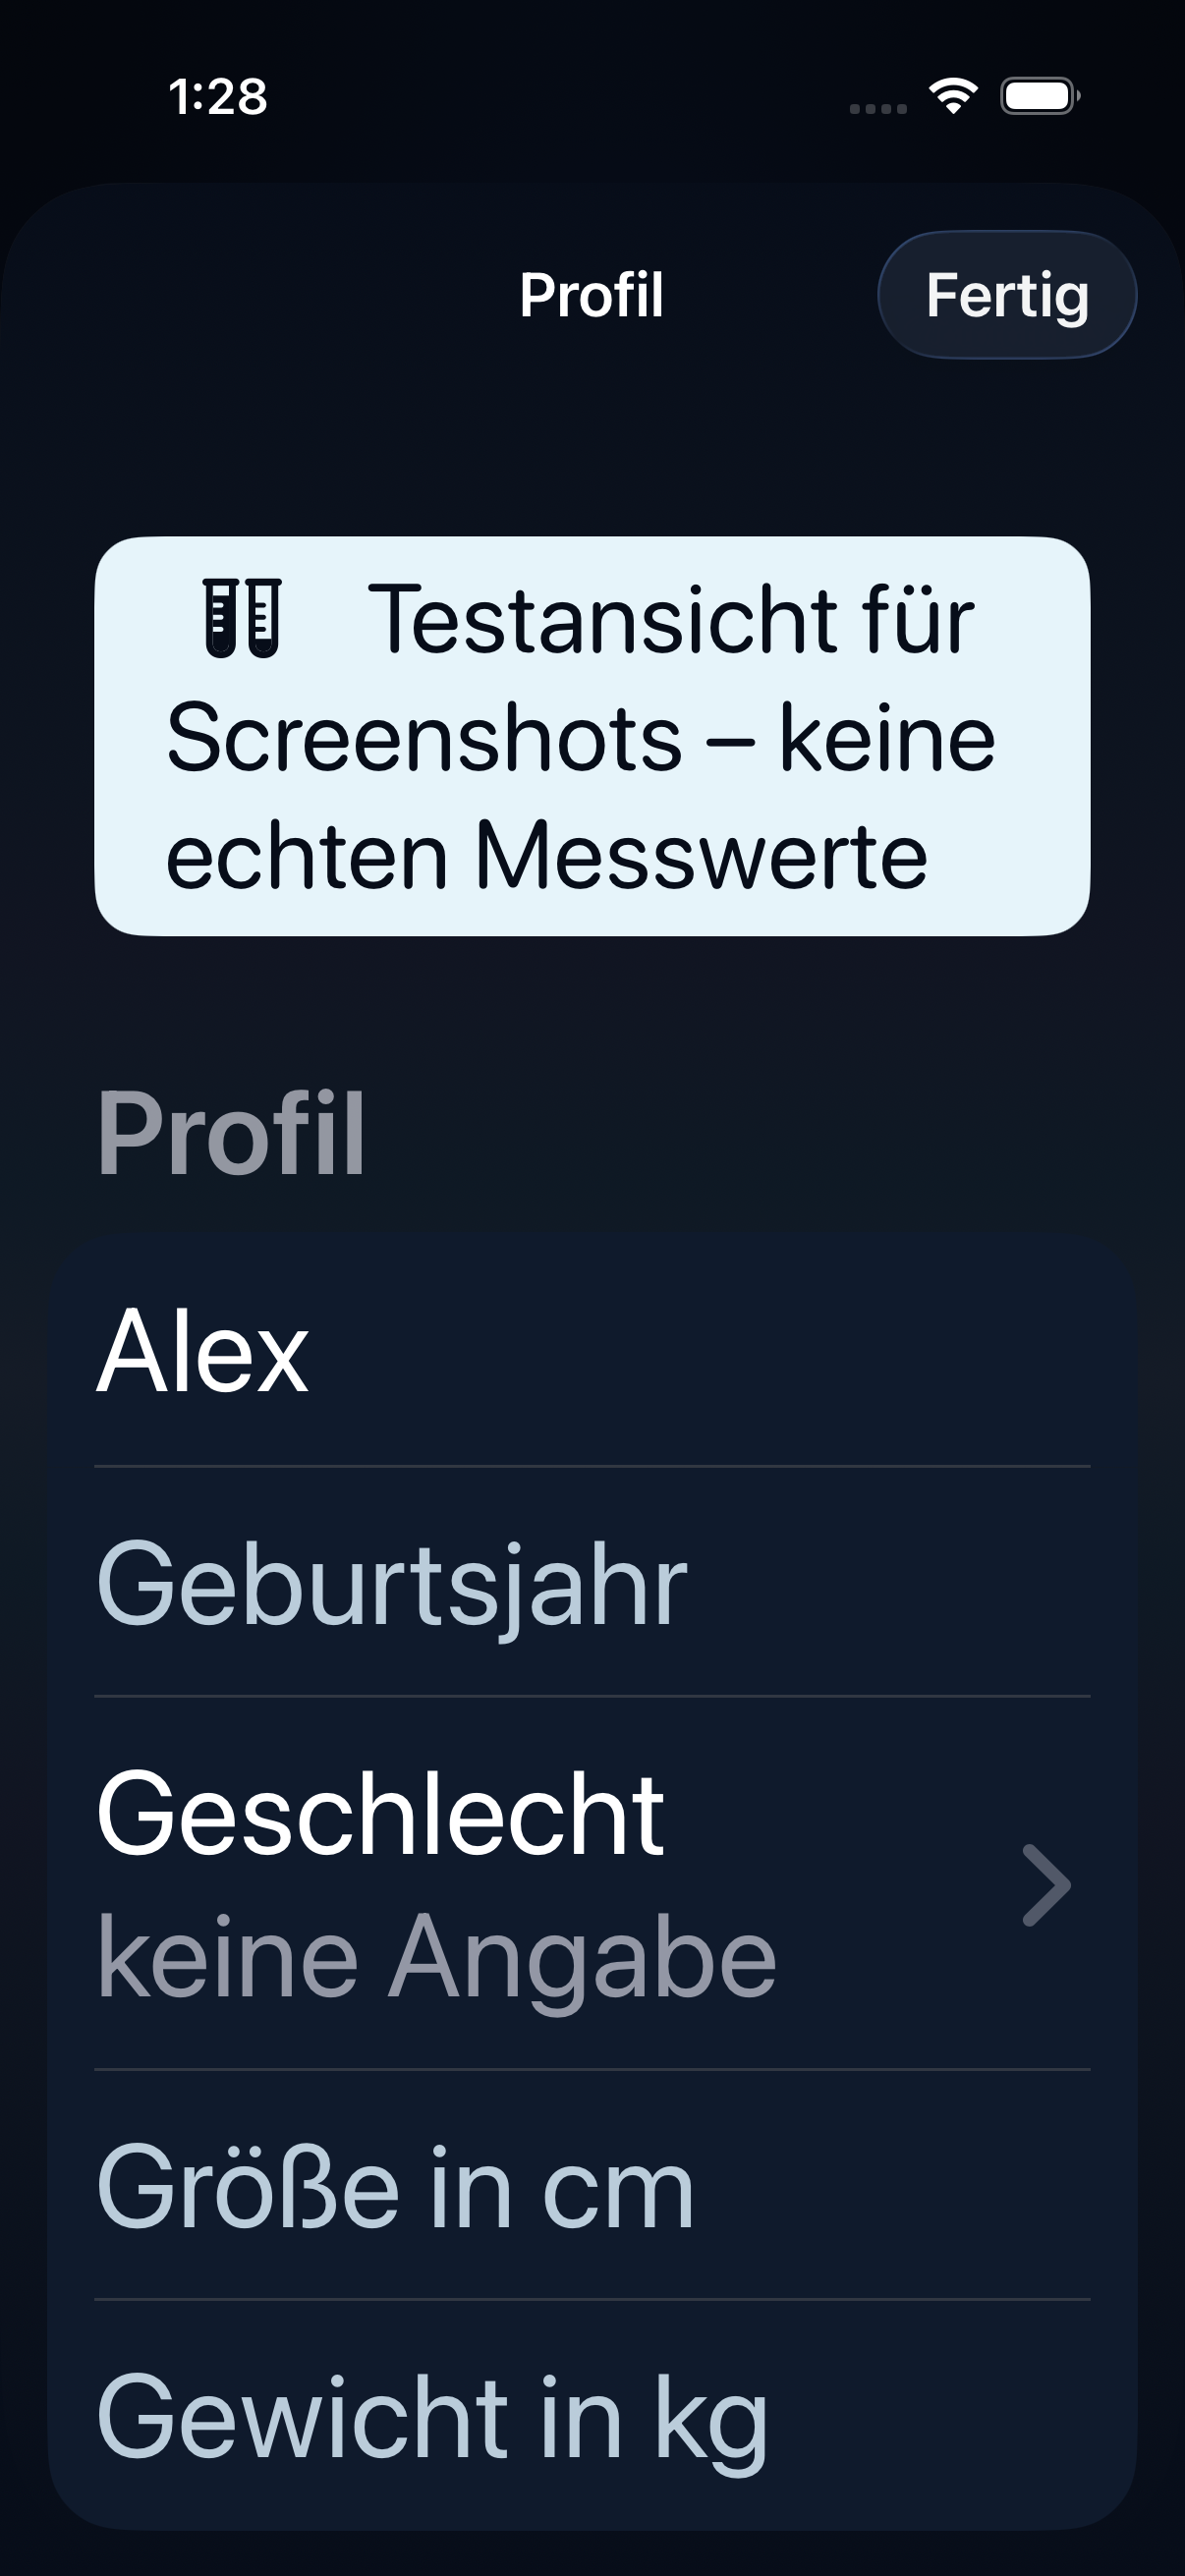 1:28
Profil
Fertig
Testansicht für
Screenshots – keine
echten Messwerte
Profil
Alex
Geburtsjahr
Geschlecht
keine Angabe
Größe in cm
Gewicht in kg